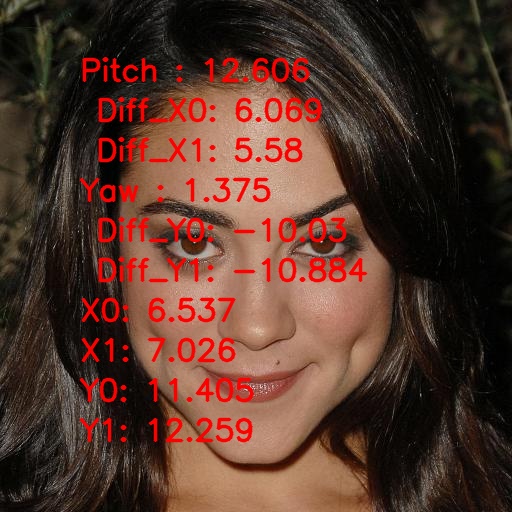 Pitch : 12.606
Diff_X0: 6.069
Diff_X1: 5.58
Yaw : 1.375
Diff_Y0: -10.03
Diff_Y1: -10.884
X0: 6.537
X1: 7.026
Y0: 11.405
Y1: 12.259